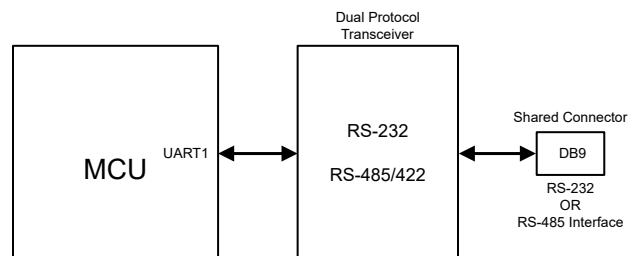 Dual Protocol
Transceiver
MCU
UART1
RS-232
RS-485/422
Shared Connector
DB9
RS-232
OR
RS-485 Interface